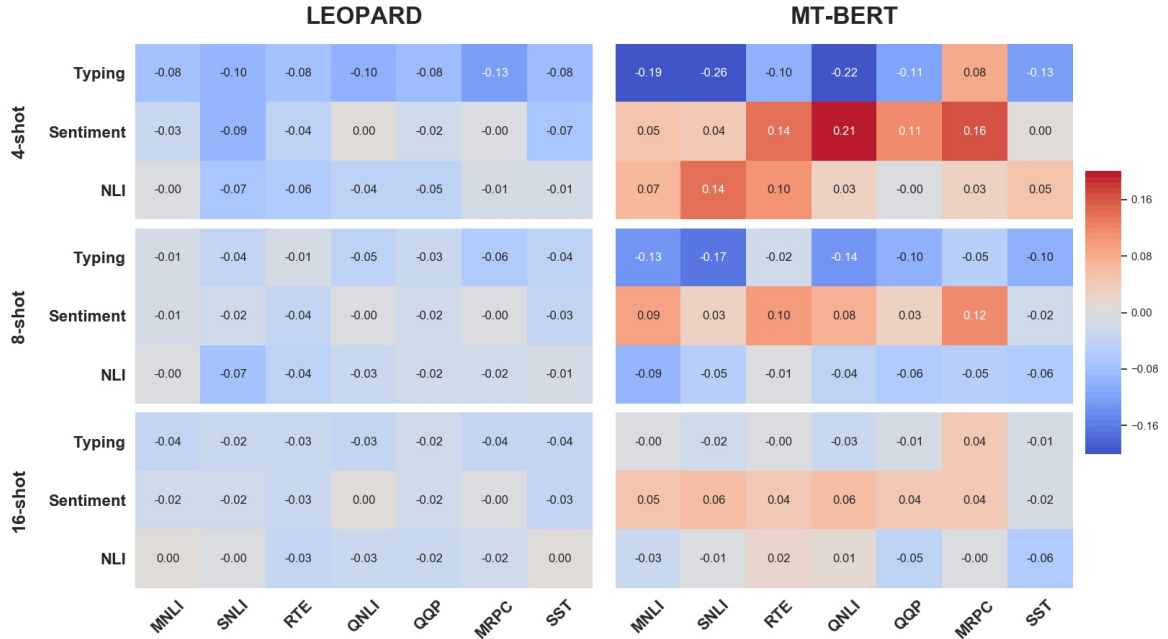 LEOPARD MT-BERT
4-shot
Typing -0.08 -0.10 -0.08 -0.10 -0.08 -0.13 -0.08 -0.19 -0.26 -0.10 -0.22 -0.11 0.08 -0.13
Sentiment -0.03 -0.09 -0.04 0.00 -0.02 -0.00 -0.07 0.05 0.04 0.14 0.21 0.11 0.16 0.00
NLI -0.00 -0.07 -0.06 -0.04 -0.05 -0.01 -0.01 0.07 0.14 0.10 0.03 -0.00 0.03 0.05
8-shot
Typing -0.01 -0.04 -0.01 -0.05 -0.03 -0.06 -0.04 -0.13 -0.17 -0.02 -0.14 -0.10 -0.05 -0.10
Sentiment -0.01 -0.02 -0.04 -0.00 -0.02 -0.00 -0.03 0.09 0.03 0.10 0.08 0.03 0.12 -0.02
NLI -0.00 -0.07 -0.04 -0.03 -0.02 -0.02 -0.01 -0.09 -0.05 -0.01 -0.04 -0.06 -0.05 -0.06
16-shot
Typing -0.04 -0.02 -0.03 -0.03 -0.02 -0.04 -0.04 -0.00 -0.02 -0.00 -0.03 -0.01 0.04 -0.01
Sentiment -0.02 -0.02 -0.03 0.00 -0.02 -0.00 -0.03 0.05 0.06 0.04 0.06 0.04 0.04 -0.02
NLI 0.00 -0.00 -0.03 -0.03 -0.02 -0.02 0.00 -0.03 -0.01 0.02 0.01 -0.05 -0.00 -0.06
MNLI SNLI RTE QNLI QQP MRPC SST MNLI SNLI RTE QNLI QQP MRPC SST
0.16
0.08
0.00
−0.08
−0.16